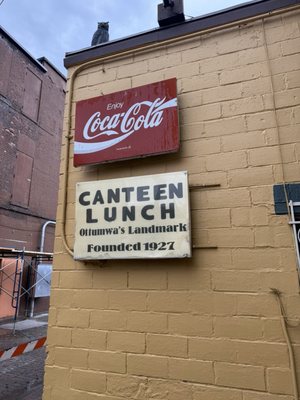 Enjoy
Coca-Cola
CANTEEN
LUNCH
Ottumwa's Landmark
Founded 1927